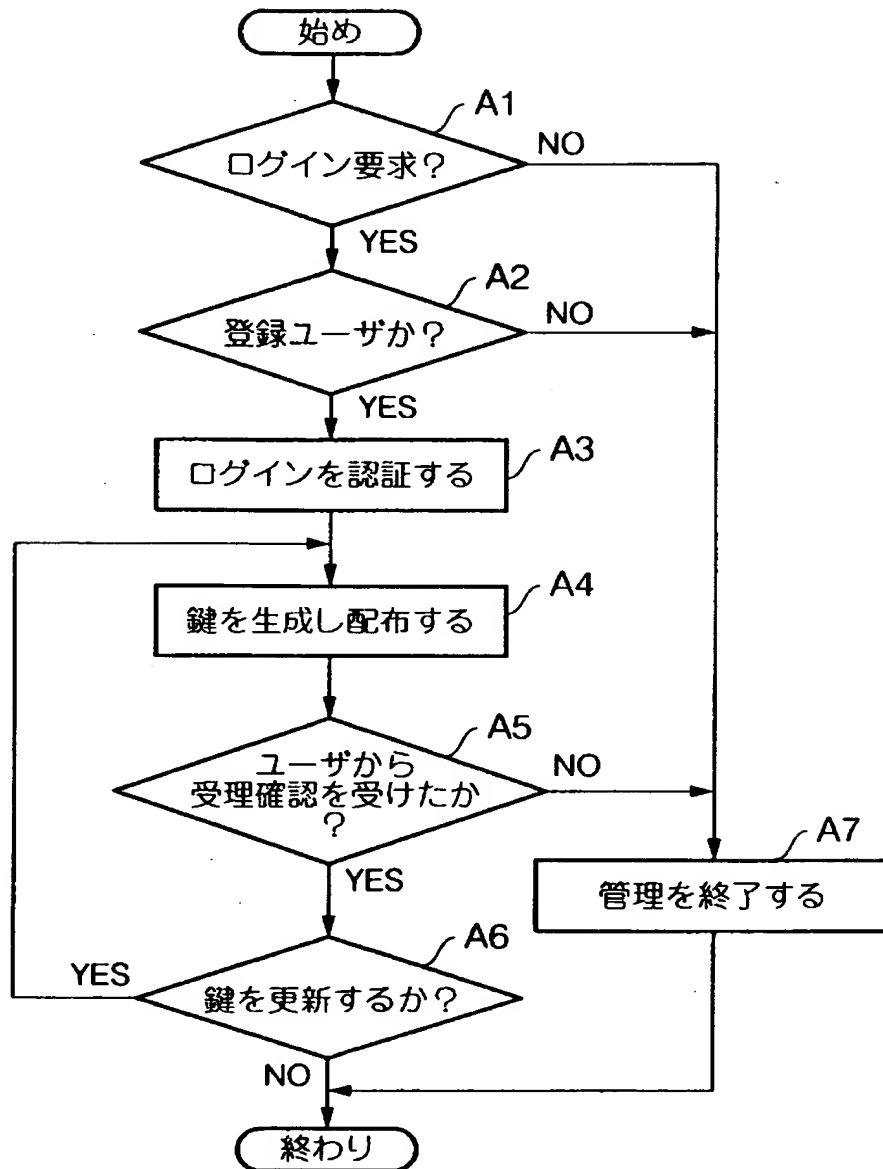 始め
A1
ログイン要求?
NO
YES
A2
登録ユーザか?
NO
YES
A3
ログインを認証する
A4
鍵を生成し配布する
A5
ユーザから
受理確認を受けたか
?
NO
YES
A7
管理を終了する
A6
YES
鍵を更新するか?
NO
終わり